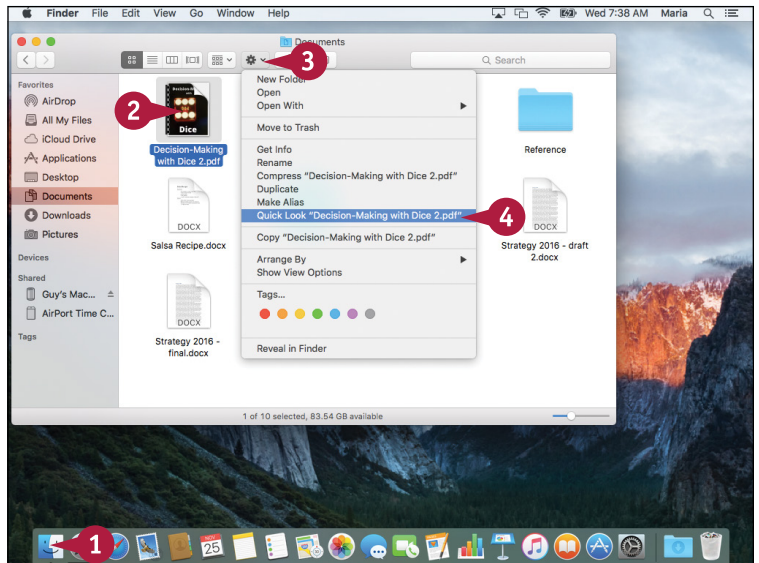 Finder File Edit View Go Window Help Wed 7:38 AM Maria
Documents
3
Search
Favorites
AirDrop
All My Files
iCloud Drive
Applications
Desktop
Documents
Downloads
Pictures
Devices
Shared
Guy's Mac...
AirPort Time C...
Tags
2
Dice
Decision-Making
with Dice 2.pdf
DOCX
Salsa Recipe.docx
DOCX
Strategy 2016 -
final.docx
New Folder
Open
Open With
Move to Trash
Get Info
Rename
Compress “Decision-Making with Dice 2.pdf”
Duplicate
Make Alias
Quick Look “Decision-Making with Dice 2.pdf”
4
Copy “Decision-Making with Dice 2.pdf”
Arrange By
Show View Options
Tags...
Reveal in Finder
Reference
DOCX
Strategy 2016 - draft
2.docx
1 of 10 selected, 83.54 GB available
1
NOV
25